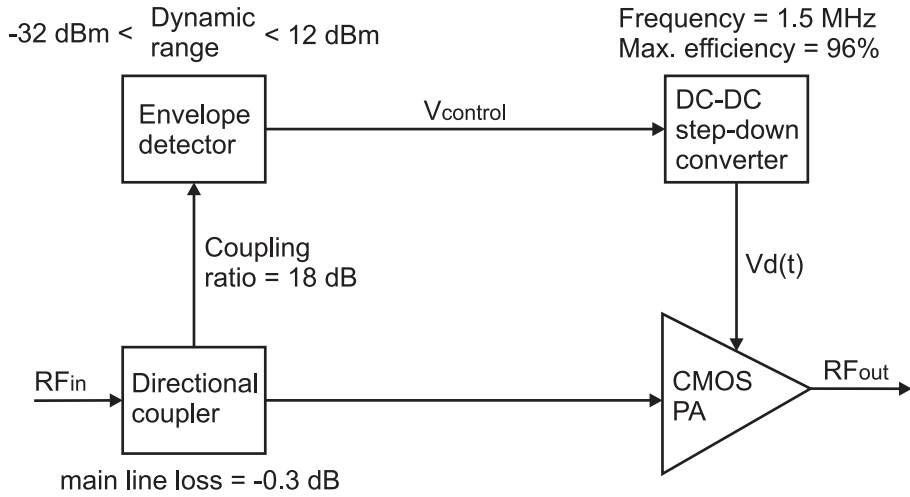 -32 dBm < Dynamic range < 12 dBm
Frequency = 1.5 MHz
Max. efficiency = 96%
Envelope
detector
Vcontrol
DC-DC
step-down
converter
Coupling
ratio = 18 dB
Vd(t)
RFin
Directional
coupler
CMOS
PA
RFout
main line loss = -0.3 dB